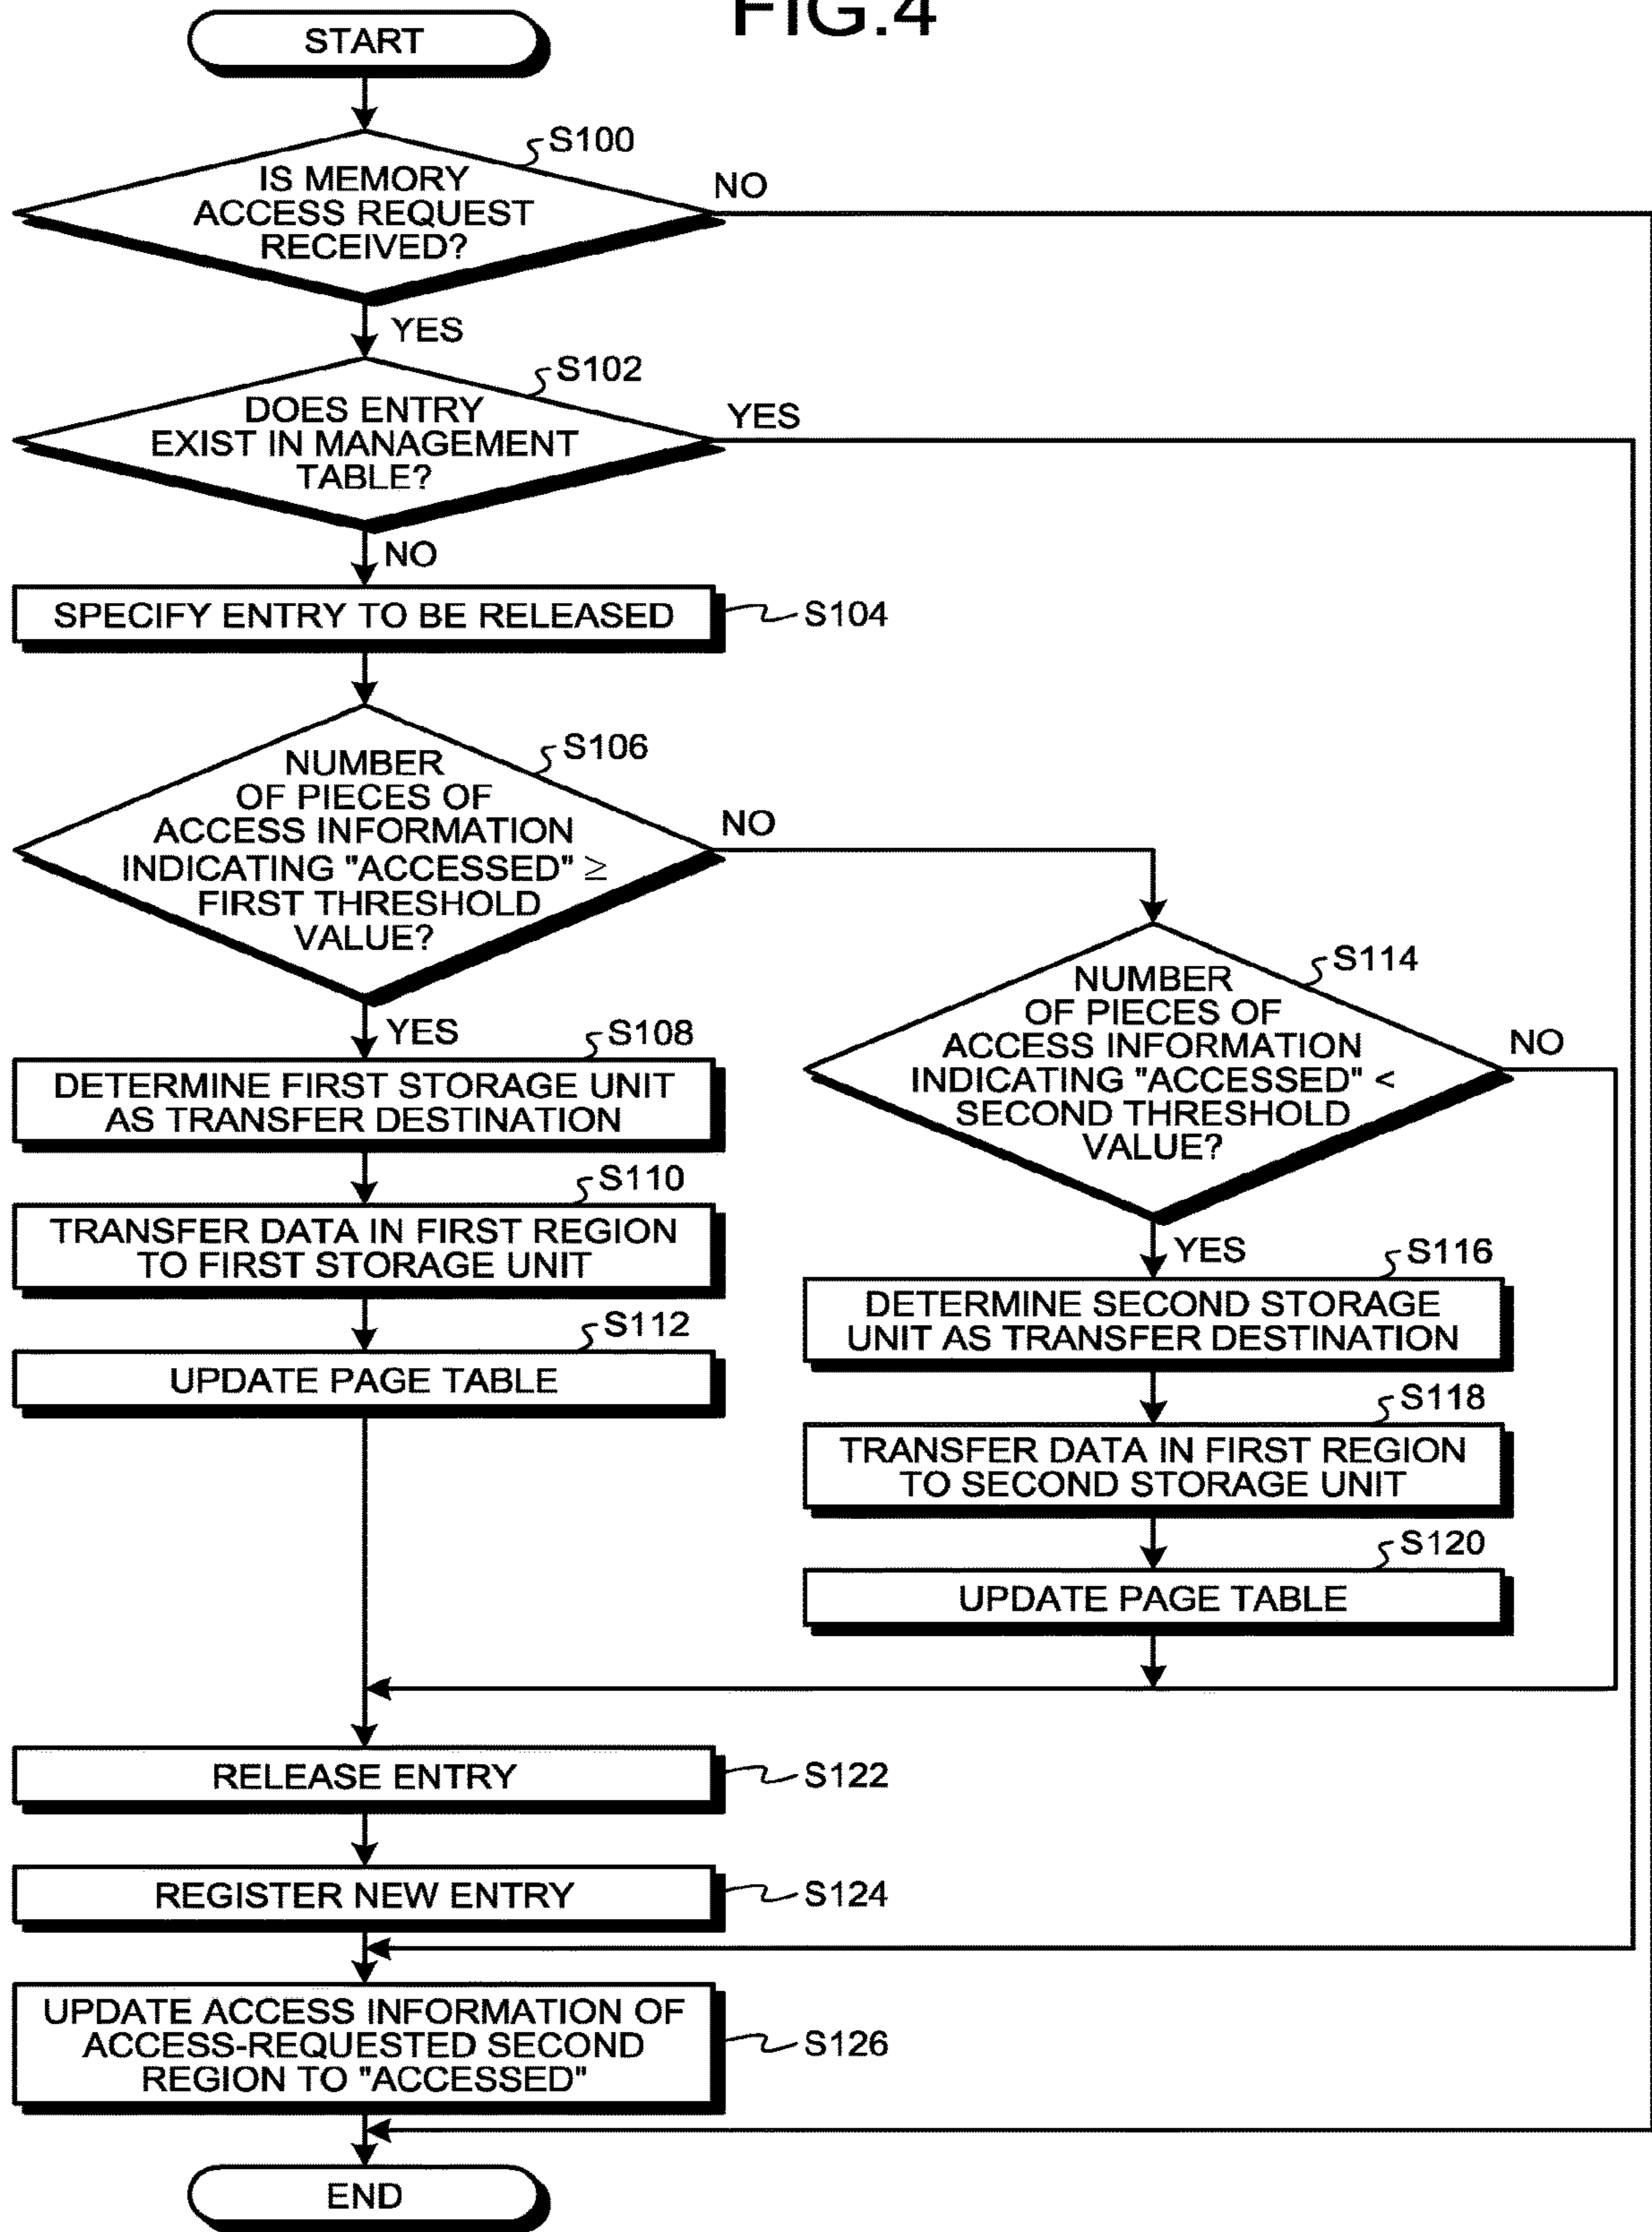 FIG.4
START
S100
IS MEMORY
ACCESS REQUEST
RECEIVED?
NO
YES
S102
DOES ENTRY
EXIST IN MANAGEMENT
TABLE?
YES
NO
SPECIFY ENTRY TO BE RELEASED
S104
S106
NUMBER
OF PIECES OF
ACCESS INFORMATION
INDICATING "ACCESSED" ≥
FIRST THRESHOLD
VALUE?
NO
YES
S108
DETERMINE FIRST STORAGE UNIT
AS TRANSFER DESTINATION
S110
TRANSFER DATA IN FIRST REGION
TO FIRST STORAGE UNIT
S112
UPDATE PAGE TABLE
S114
NUMBER
OF PIECES OF
ACCESS INFORMATION
INDICATING "ACCESSED" <
SECOND THRESHOLD
VALUE?
NO
YES
S116
DETERMINE SECOND STORAGE
UNIT AS TRANSFER DESTINATION
S118
TRANSFER DATA IN FIRST REGION
TO SECOND STORAGE UNIT
S120
UPDATE PAGE TABLE
RELEASE ENTRY
S122
REGISTER NEW ENTRY
S124
UPDATE ACCESS INFORMATION OF
ACCESS-REQUESTED SECOND
REGION TO "ACCESSED"
S126
END